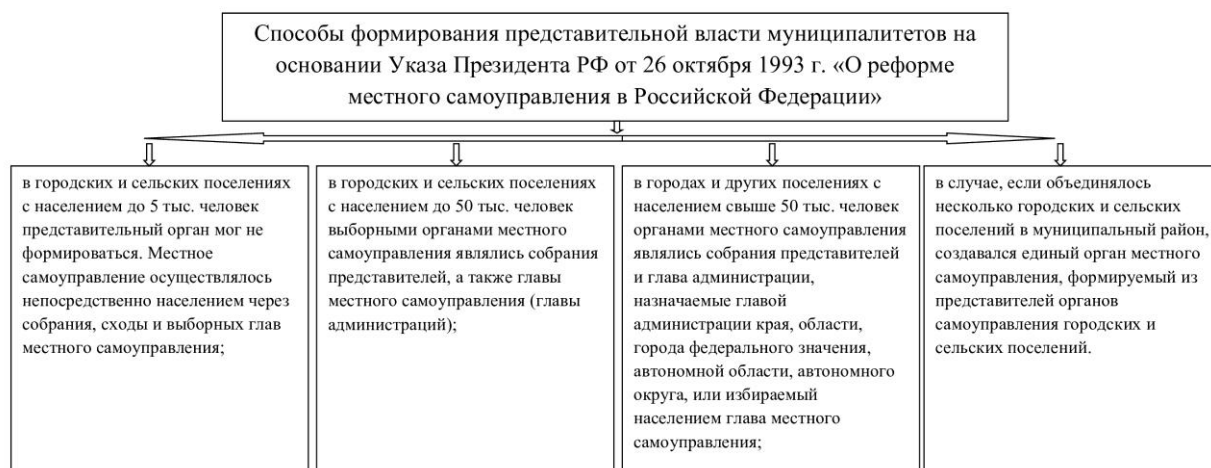 Способы формирования представительной власти муниципалитетов на
основании Указа Президента РФ от 26 октября 1993 г. «О реформе
местного самоуправления в Российской Федерации»
в городских и сельских поселениях
с населением до 5 тыс. человек
представительный орган мог не
формироваться. Местное
самоуправление осуществлялось
непосредственно населением через
собрания, сходы и выборных глав
местного самоуправления;
в городских и сельских поселениях
с населением до 50 тыс. человек
выборными органами местного
самоуправления являлись собрания
представителей, а также главы
местного самоуправления (главы
администраций);
в городах и других поселениях с
населением свыше 50 тыс. человек
органами местного самоуправления
являлись собрания представителей
и глава администрации,
назначаемые главой
администрации края, области,
города федерального значения,
автономной области, автономного
округа, или избираемый
населением глава местного
самоуправления;
в случае, если объединялось
несколько городских и сельских
поселений в муниципальный район,
создавался единый орган местного
самоуправления, формируемый из
представителей органов
самоуправления городских и
сельских поселений.